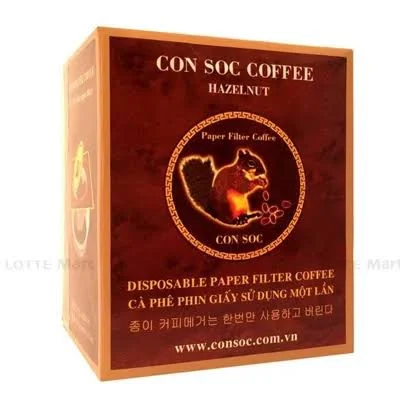 CON SOC COFFEE
HAZELNUT
Paper Filter Coffee
CON SOC
DISPOSABLE PAPER FILTER COFFEE
CÀ PHÊ PHIN GIẤY SỬ DỤNG MỘT LẦN
종이 커피메거는 한번만 사용하고 버린다
www.consoc.com.vn
LOTTE Mart